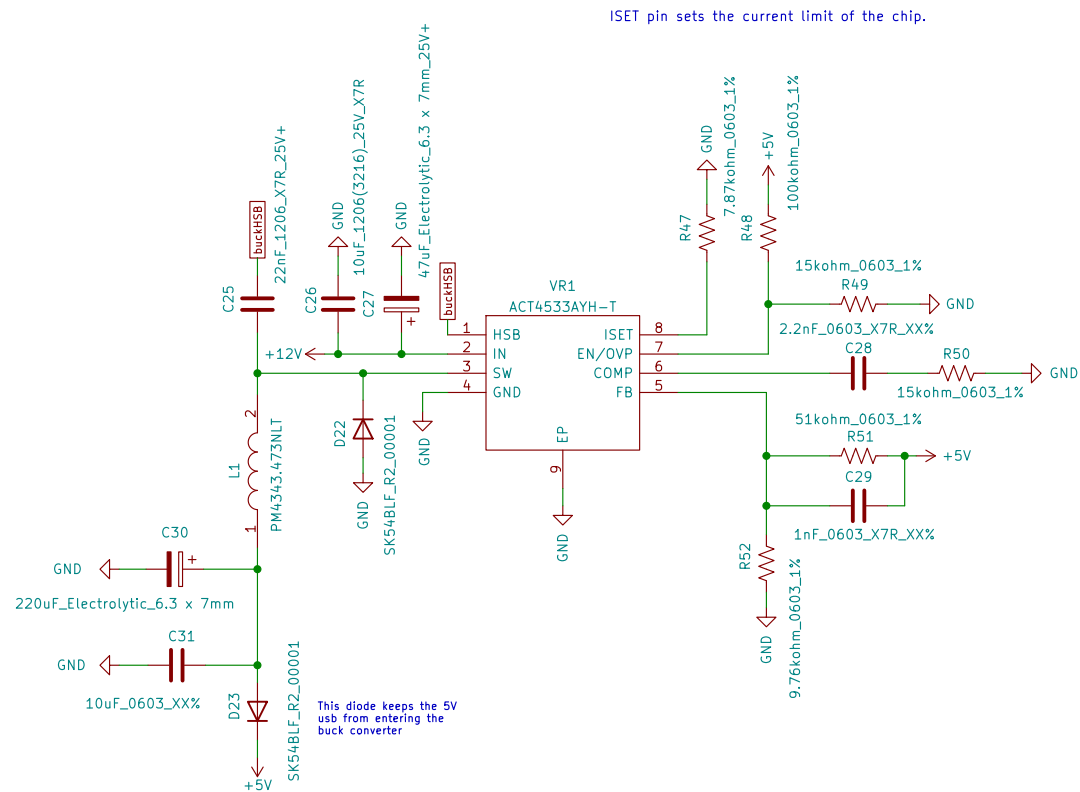 ISET pin sets the current limit of the chip.
buckHSB
C25
22nF_1206_X7R_25V+
C26
GND
10uF_1206(3216)_25V_X7R
C27
GND
47uF_Electrolytic_6.3 x 7mm_25V+
+
buckHSB
R47
GND
7.87kohm_0603_1%
R48
+5V
100kohm_0603_1%
VR1
ACT4533AYH-T
1 HSB
2 IN
3 SW
4 GND
ISET 8
EN/OVP 7
COMP 6
FB 5
EP
9
GND
+12V
GND
15kohm_0603_1%
R49
GND
2.2nF_0603_X7R_XX%
C28
R50
GND
15kohm_0603_1%
51kohm_0603_1%
R51
+5V
C29
1nF_0603_X7R_XX%
R52
GND
9.76kohm_0603_1%
D22
GND
SK54BLF_R2_00001
2
L1
1
PM4343.473NLT
C30
+
GND
220uF_Electrolytic_6.3 x 7mm
C31
GND
10uF_0603_XX%
D23
SK54BLF_R2_00001
+5V
This diode keeps the 5V
usb from entering the
buck converter